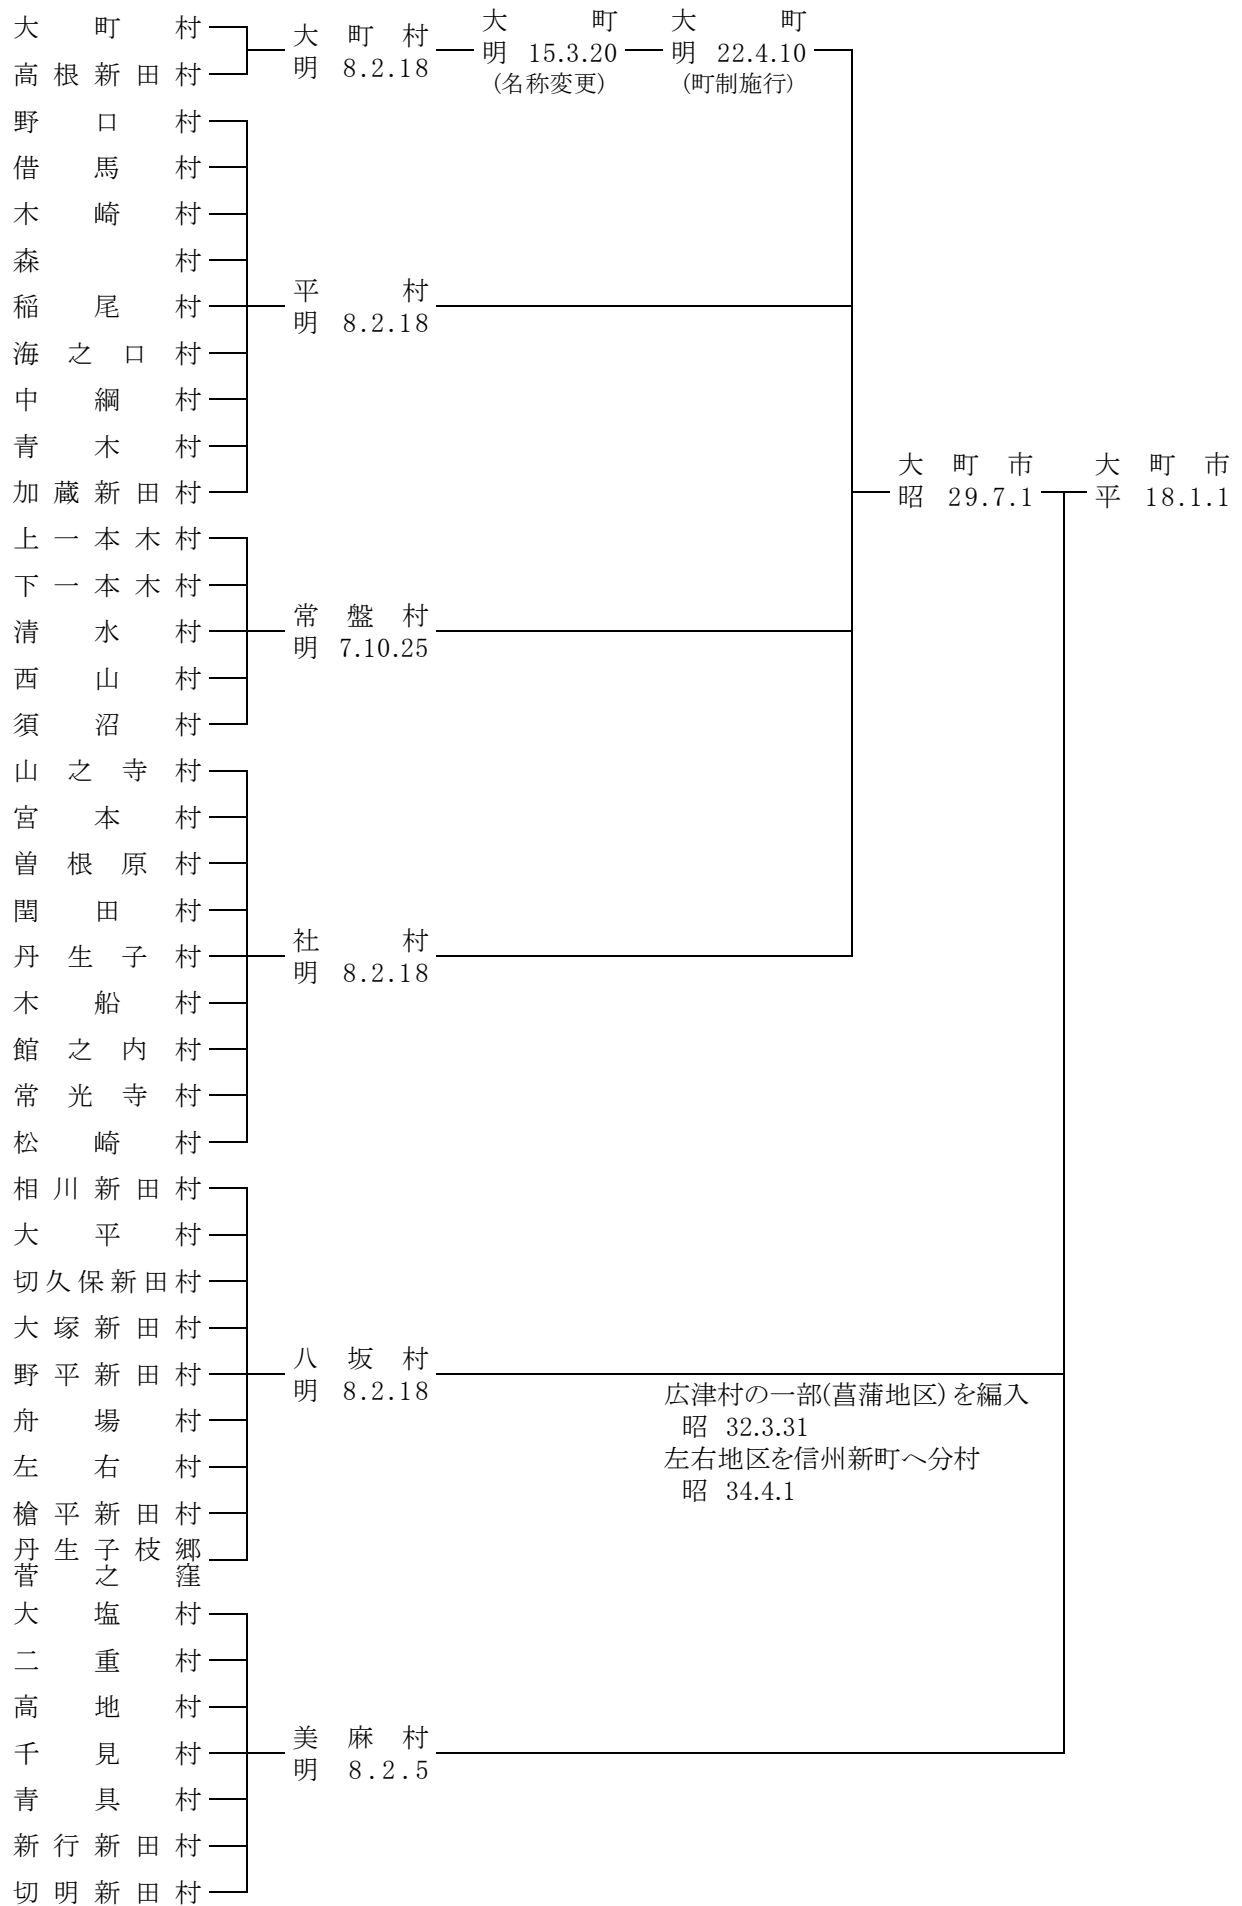 大町村
高根新田村
大町村
明 8.2.18
大町
明 15.3.20
(名称変更)
大町
明 22.4.10
(町制施行)
野口村
借馬村
木崎村
森村
稲尾村
海之口村
中綱村
青木村
加蔵新田村
平村
明 8.2.18
上一本木村
下一本木村
清水村
西山村
須沼村
常盤村
明 7.10.25
山之寺村
宮本村
曽根原村
閏田村
丹生子村
木船村
館之内村
常光寺村
松崎村
社村
明 8.2.18
大町市
昭 29.7.1
大町市
平 18.1.1
相川新田村
大平村
切久保新田村
大塚新田村
野平新田村
舟場村
左右村
槍平新田村
丹生子枝郷
菅之窪
八坂村
明 8.2.18
広津村の一部(菖蒲地区)を編入
昭 32.3.31
左右地区を信州新町へ分村
昭 34.4.1
大塩村
二重村
高地村
千見村
青具村
新行新田村
切明新田村
美麻村
明 8.2.5